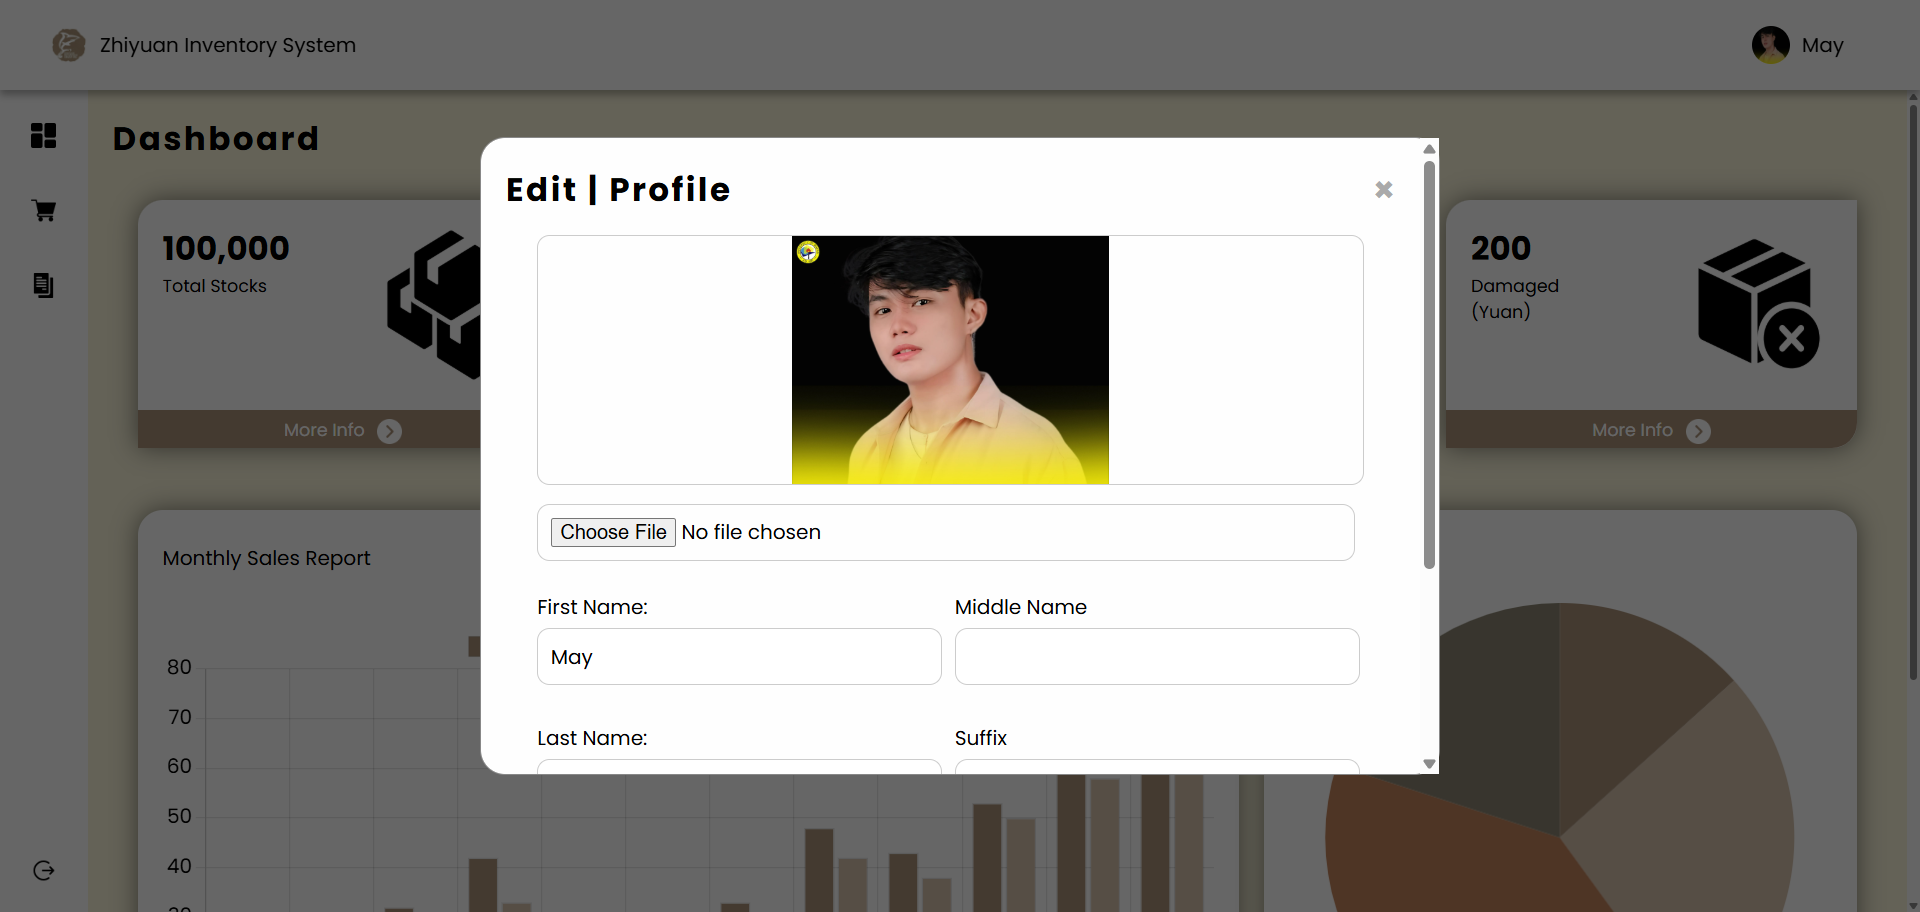 Zhiyuan Inventory System
May
Dashboard
100,000
Total Stocks
More Info
200
Damaged
(Yuan)
More Info
Edit | Profile
Choose File No file chosen
First Name:
Middle Name
May
Last Name:
Suffix
Monthly Sales Report
80
70
60
50
40